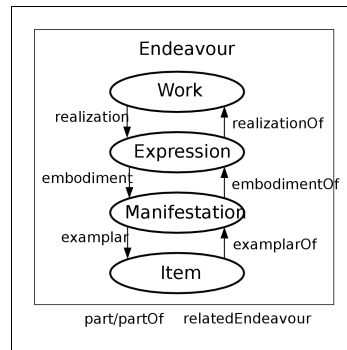 Endeavour
Work
realization
realizationOf
Expression
embodiment
embodimentOf
Manifestation
examplar
examplarOf
Item
part/partOf relatedEndeavour